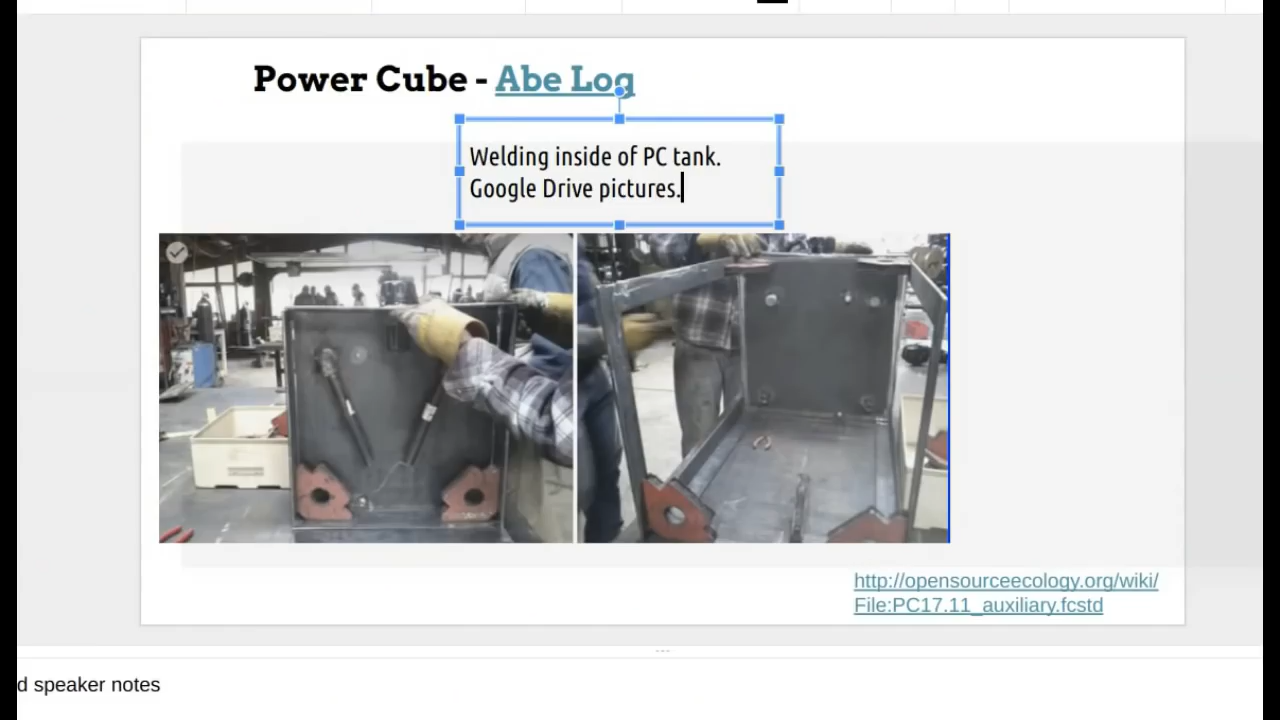 Power Cube - Abe Log
Welding inside of PC tank.
Google Drive pictures.
http://opensourceecology.org/wiki/
File:PC17.11_auxiliary.fcstd
d speaker notes